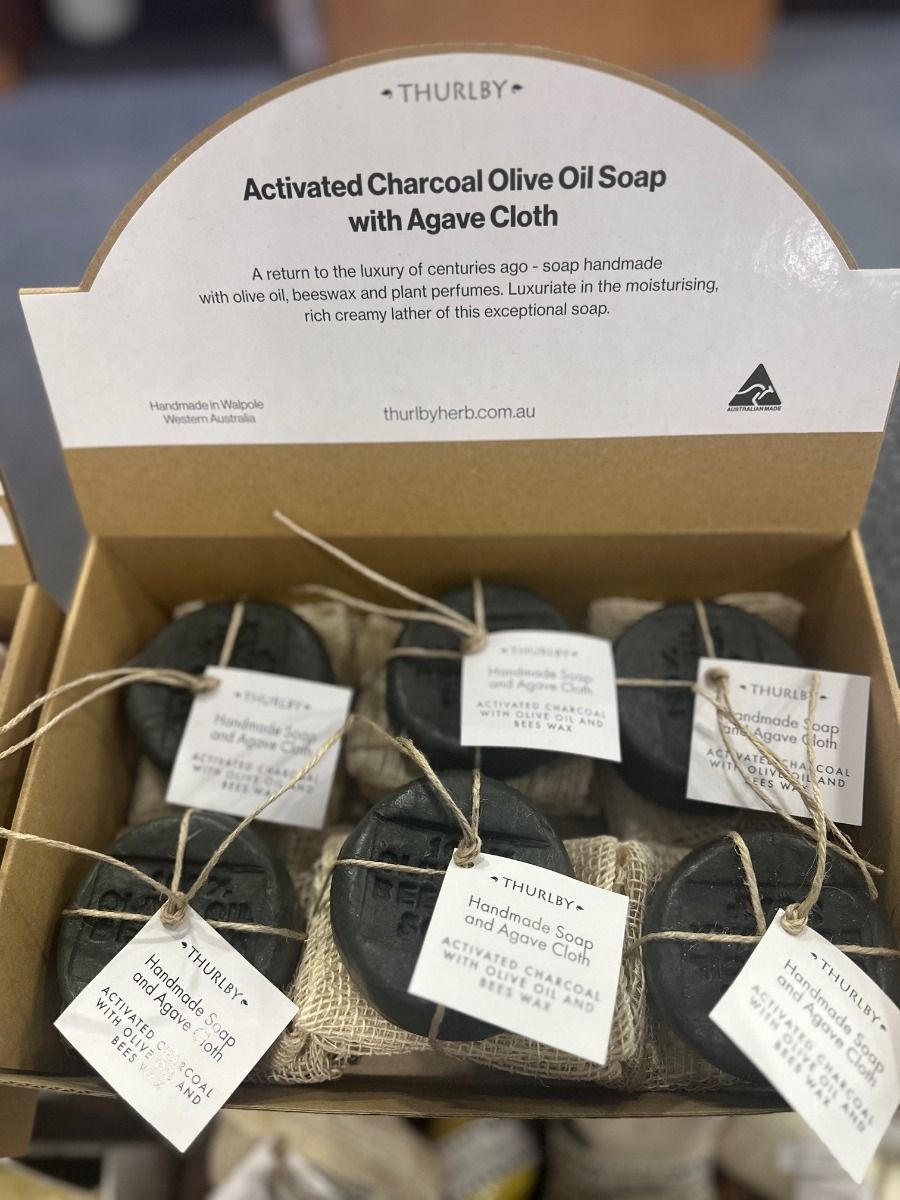 THURLBY
Activated Charcoal Olive Oil Soap
with Agave Cloth
A return to the luxury of centuries ago - soap handmade
with olive oil, beeswax and plant perfumes. Luxuriate in the moisturising,
rich creamy lather of this exceptional soap.
Handmade in Walpole
Western Australia
thurlbyherb.com.au
AUSTRALIAN MADE
THURLBY
Handmade Soap
and Agave Cloth
ACTIVATED CHARCOAL
WITH OLIVE OIL AND
BEES WAX
THURLBY
Handmade Soap
and Agave Cloth
ACTIVATED CHARCOAL
WITH OLIVE OIL AND
BEES WAX
THURLBY
Handmade Soap
and Agave Cloth
ACTIVATED CHARCOAL
WITH OLIVE OIL AND
BEES WAX
OLIVE OIL
THURLBY
Handmade Soap
and Agave Cloth
ACTIVATED CHARCOAL
WITH OLIVE OIL AND
BEES WAX
THURLBY
Handmade Soap
and Agave Cloth
ACTIVATED CHARCOAL
WITH OLIVE OIL AND
BEES WAX
THURLBY
Handmade Soap
and Agave Cloth
ACTIVATED CHARCOAL
WITH OLIVE OIL AND
BEES WAX